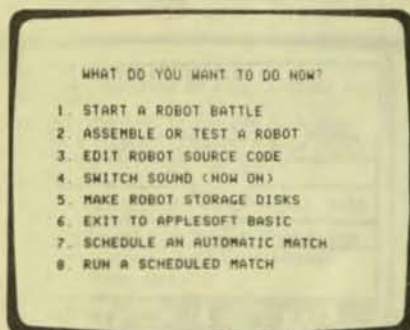 WHAT DO YOU WANT TO DO NOW?
1. START A ROBOT BATTLE
2. ASSEMBLE OR TEST A ROBOT
3. EDIT ROBOT SOURCE CODE
4. SWITCH SOUND (NOW ON)
5. MAKE ROBOT STORAGE DISKS
6. EXIT TO APPLESOFT BASIC
7. SCHEDULE AN AUTOMATIC MATCH
8. RUN A SCHEDULED MATCH